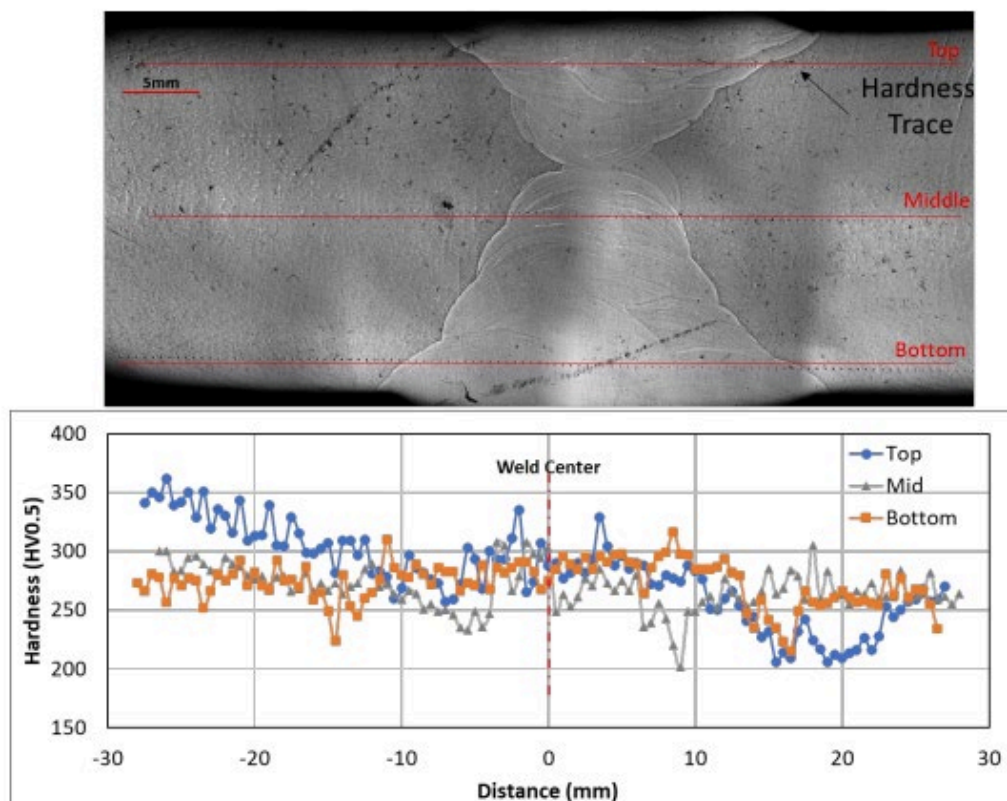 Top
5mm
Hardness
Trace
Middle
Bottom
400
350
300
250
200
150
Hardness (HV0.5)
Weld Center
Top
Mid
Bottom
-30
-20
-10
0
10
20
30
Distance (mm)